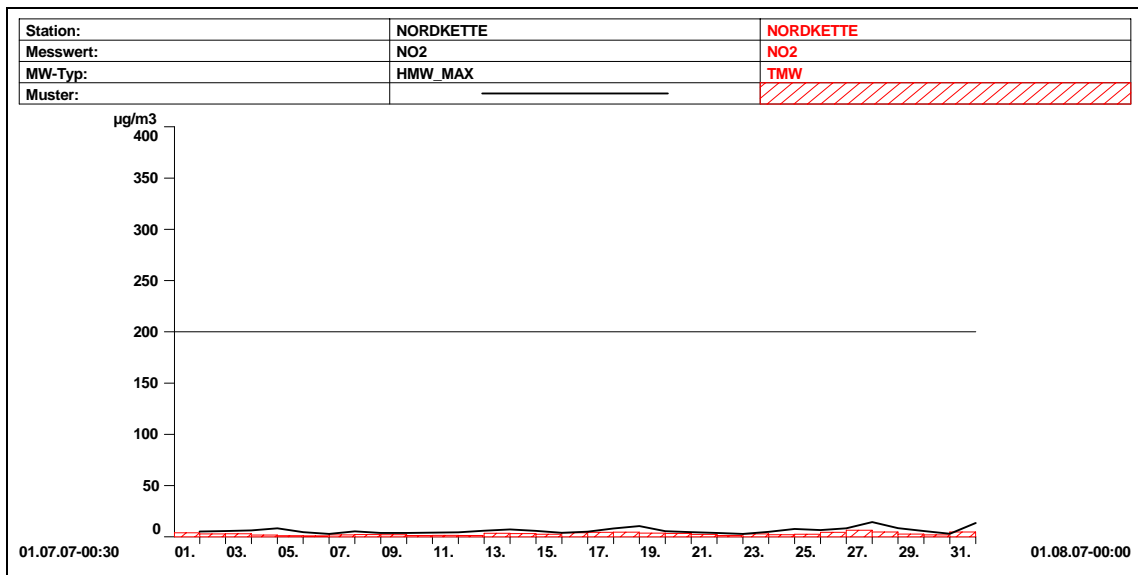 Station: NORDKETTE NORDKETTE
Messwert: NO2 NO2
MW-Typ: HMW_MAX TMW
Muster:
µg/m3
400
350
300
250
200
150
100
50
0
01.07.07-00:30 01. 03. 05. 07. 09. 11. 13. 15. 17. 19. 21. 23. 25. 27. 29. 31. 01.08.07-00:00